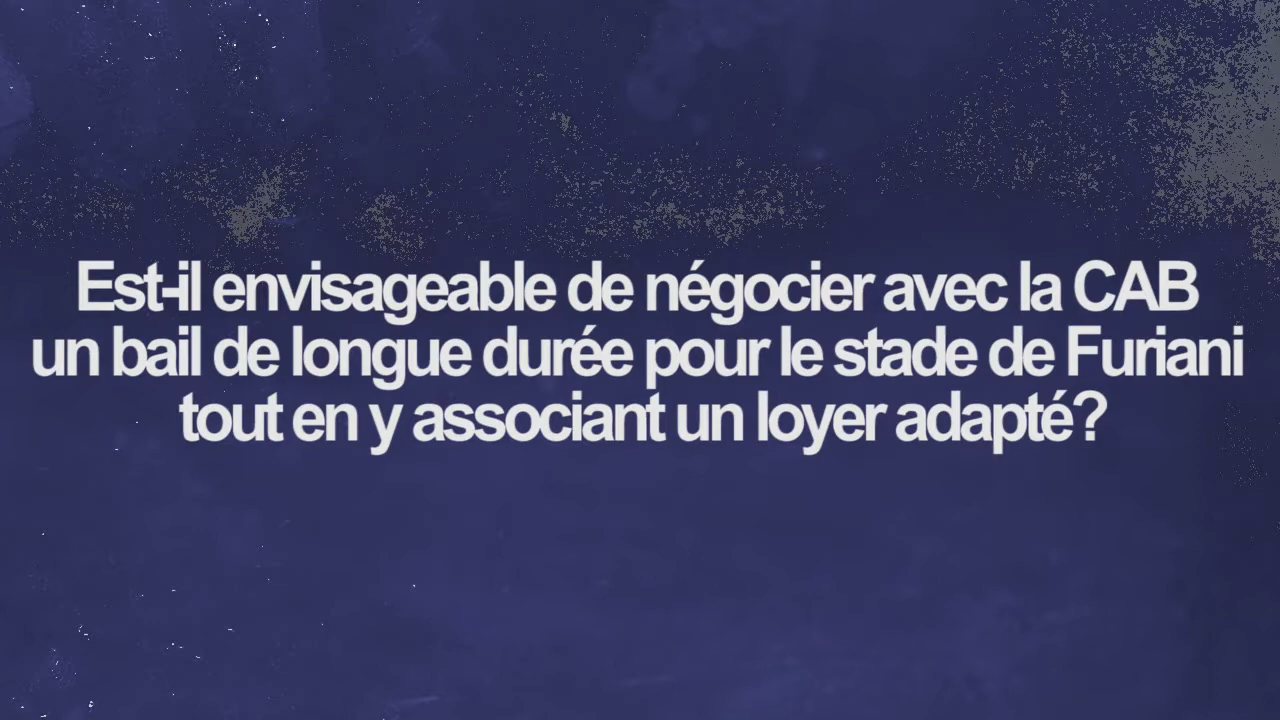 Est-il envisageable de négocier avec la CAB
un bail de longue durée pour le stade de Furiani
tout en y associant un loyer adapté?